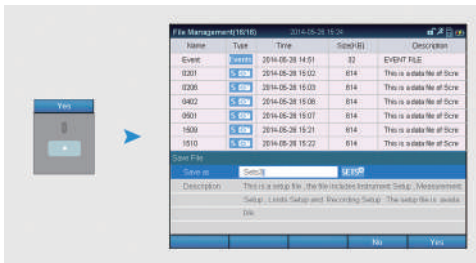 Yes
File Management(16/16) 2014-05-28 15:24
Name Type Time Size(KB) Description
Event Events 2014-05-28 14:51 32 EVENT FILE
0201 S 2014-05-28 15:02 614 This is a data file of Scre
0206 S 2014-05-28 15:03 614 This is a data file of Scre
0402 S 2014-05-28 15:06 614 This is a data file of Scre
0601 S 2014-05-28 15:07 614 This is a data file of Scre
1509 S 2014-05-28 15:21 614 This is a data file of Scre
1510 S 2014-05-28 15:22 614 This is a data file of Scre
Save File
Save as
Description This is a setup file , the file includes Instrument Setup , Measurement
Setup , Limits Setup and Recording Setup . The setup file is availa
ble.
No Yes